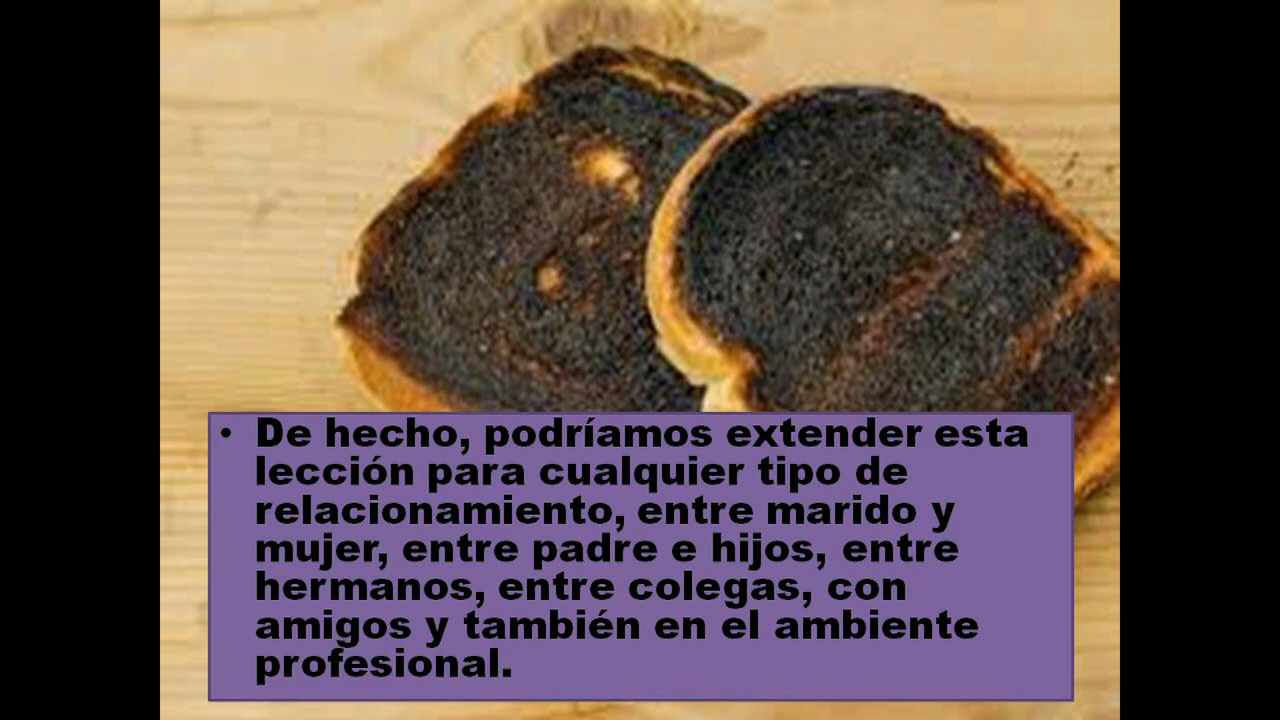 • De hecho, podríamos extender esta
lección para cualquier tipo de
relacionamiento, entre marido y
mujer, entre padre e hijos, entre
hermanos, entre colegas, con
amigos y también en el ambiente
profesional.